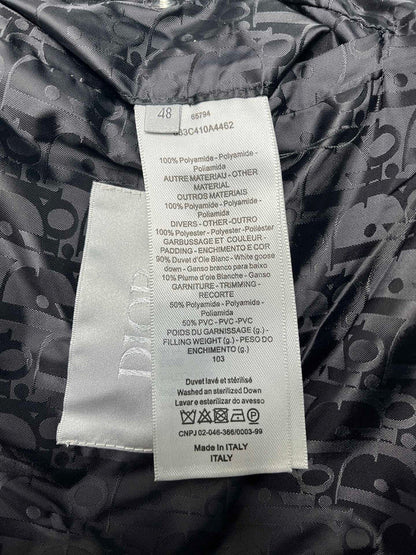 48
65794
383C410A4462
100% Polyamide - Polyamide -
Poliamida
AUTRE MATERIAU - OTHER
MATERIAL
OUTROS MATERIAIS
100% Polyamide - Polyamide -
Poliamida
DIVERS - OTHER - OUTRO
100% Polyester - Polyester - Poliéster
GARBUSSAGE ET COULEUR -
PADDING - ENCHIMENTO E COR
90% Duvet d'Oie Blanc - White goose
down - Ganso branco para baixo
10% Plume d'Oie Blanche - Ganso
GARNITURE - TRIMMING -
RECORTE
50% Polyamide - Polyamide -
Poliamida
50% PVC - PVC - PVC
POIDS DU GARNISSAGE (g.) -
FILLING WEIGHT (g.) - PESO DO
ENCHIMENTO (g.)
103
Duvet lavé et stérilisé
Washed an sterilized Down
Lavar e esterilizar do avesso
CNPJ 02-046-366/0003-99
Made in ITALY
ITALY
DIOR